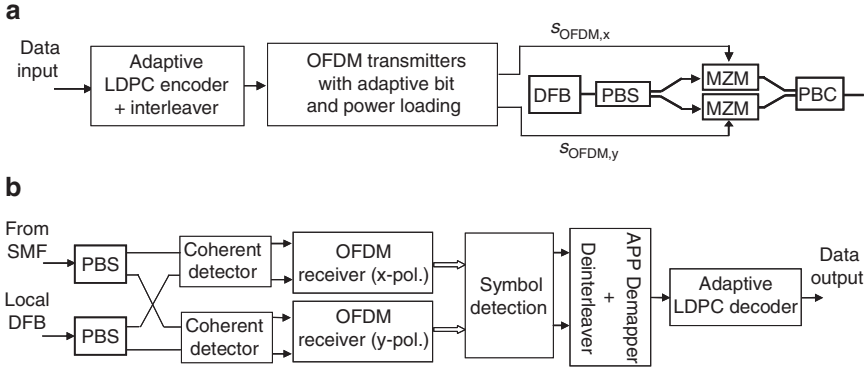 a
Data
input
Adaptive
LDPC encoder
+ interleaver
OFDM transmitters
with adaptive bit
and power loading
sOFDM,x
DFB
PBS
MZM
MZM
PBC
sOFDM,y
b
From
SMF
PBS
Local
DFB
PBS
Coherent
detector
Coherent
detector
OFDM
receiver (x-pol.)
OFDM
receiver (y-pol.)
Symbol
detection
APP Demapper
+
Deinterleaver
Adaptive
LDPC decoder
Data
output